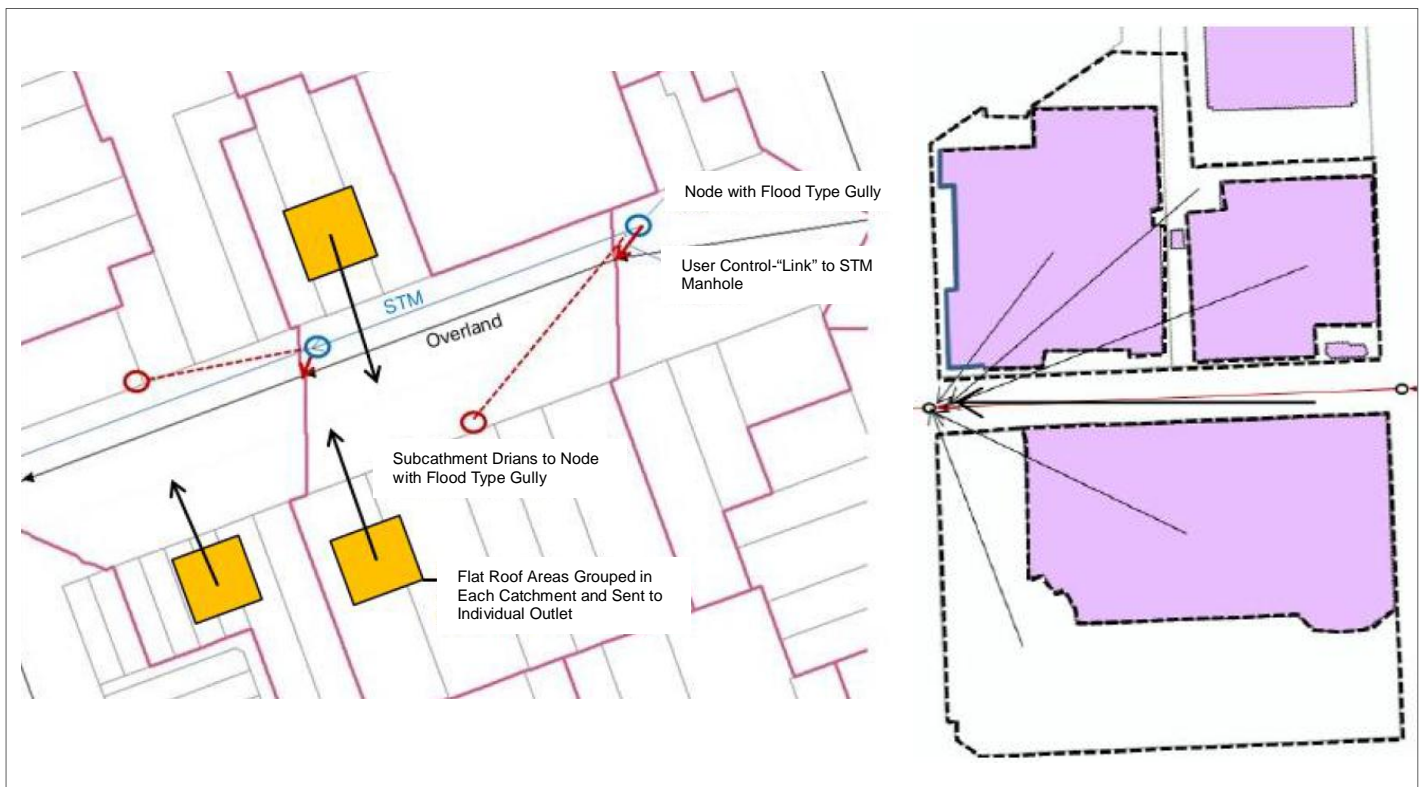 Node with Flood Type Gully
User Control-“Link” to STM
Manhole
STM
Overland
Subcathment Drians to Node
with Flood Type Gully
Flat Roof Areas Grouped in
Each Catchment and Sent to
Individual Outlet